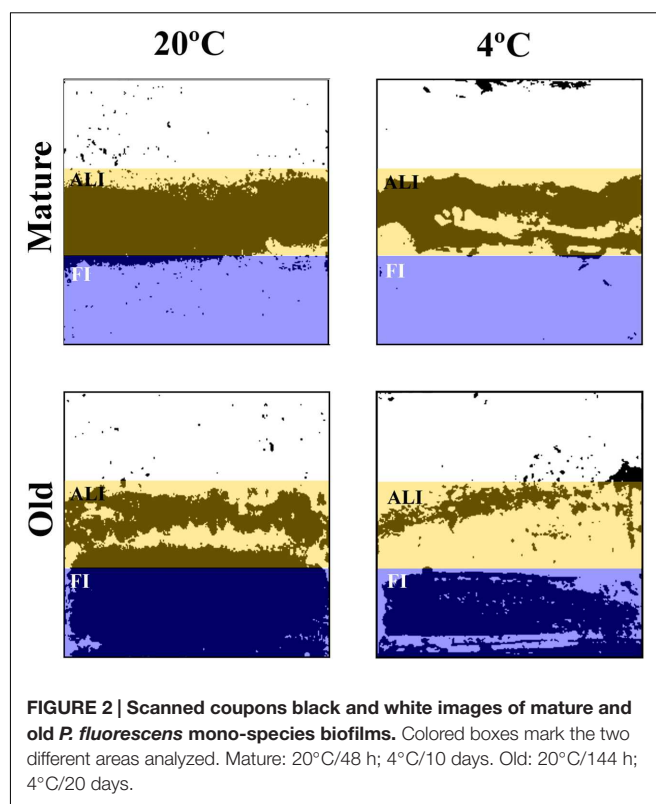 20°C 4°C
Mature
ALI ALI
FI FI
Old
ALI ALI
FI FI
FIGURE 2 | Scanned coupons black and white images of mature and
old P. fluorescens mono-species biofilms. Colored boxes mark the two
different areas analyzed. Mature: 20°C/48 h; 4°C/10 days. Old: 20°C/144 h;
4°C/20 days.